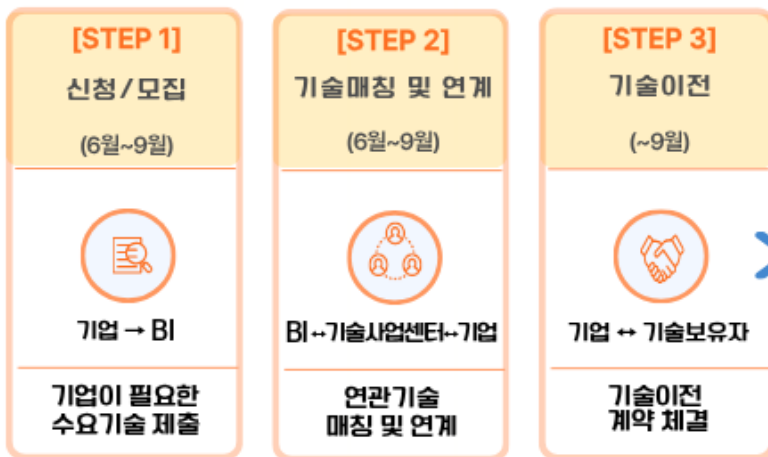 [STEP 1]
신청/모집
(6월~9월)
기업 → BI
기업이 필요한
수요기술 제출
[STEP 2]
기술매칭 및 연계
(6월~9월)
BI↔기술사업센터↔기업
연관기술
매칭 및 연계
[STEP 3]
기술이전
(~9월)
기업 ↔ 기술보유자
기술이전
계약 체결